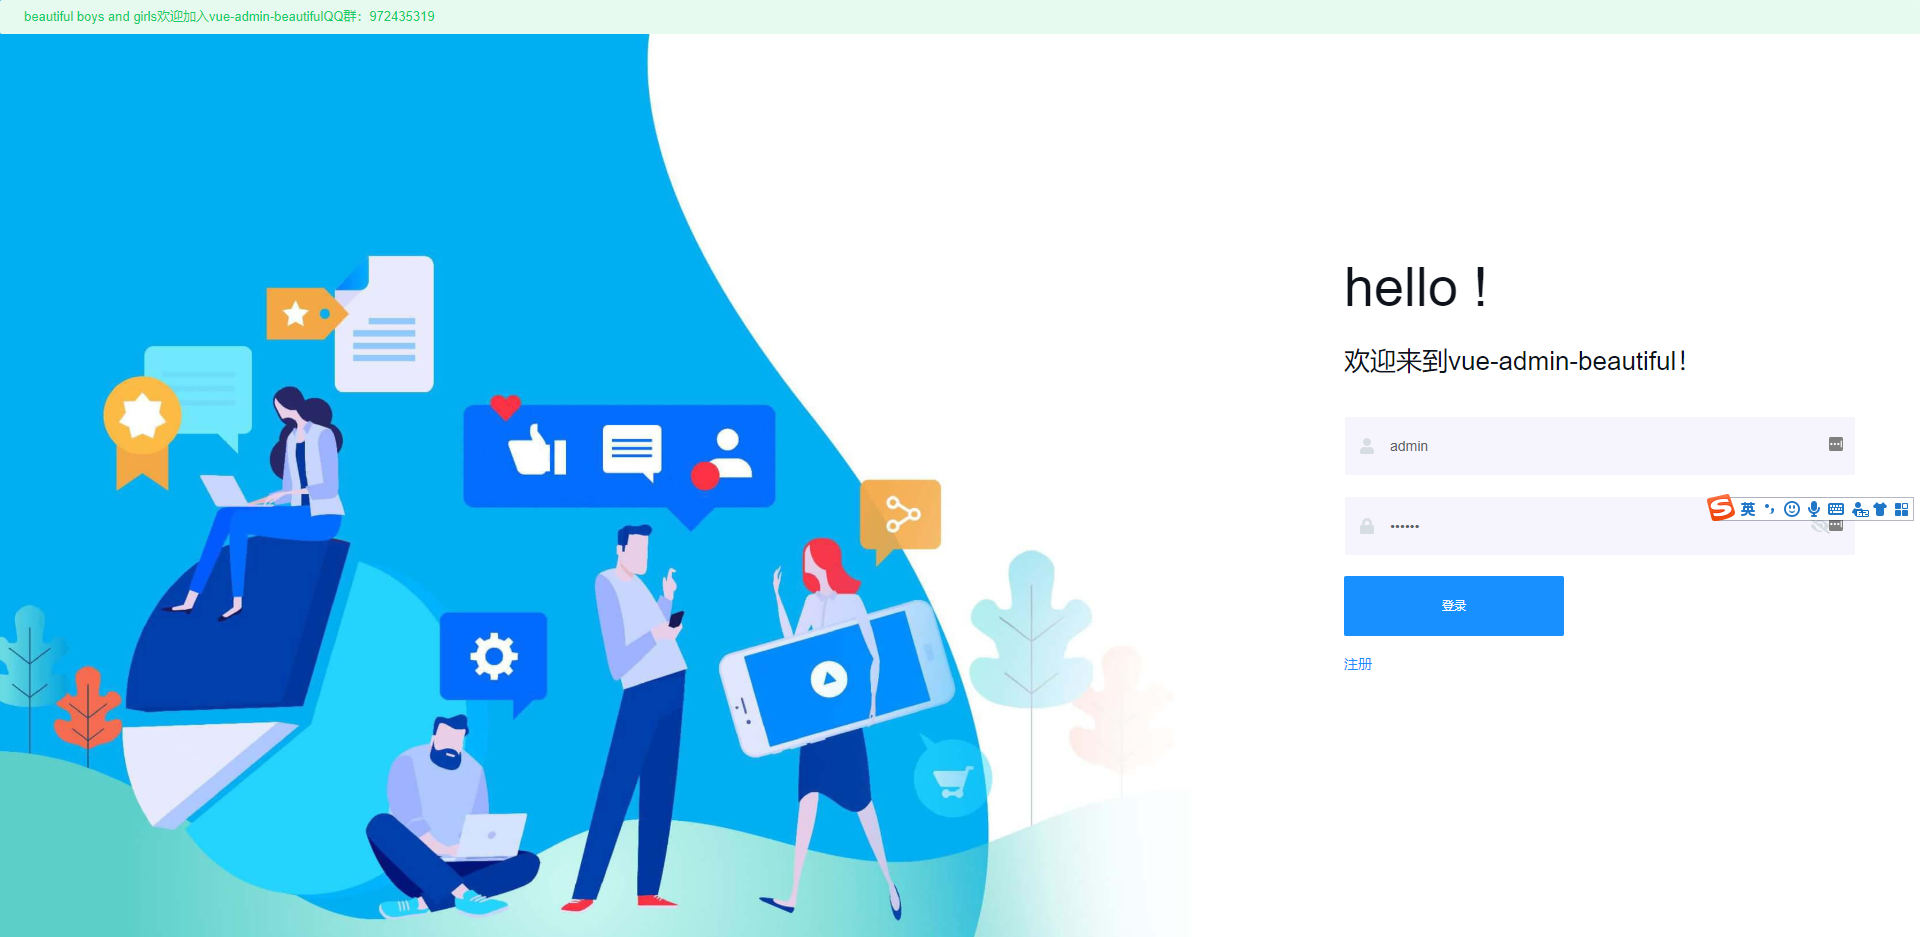 beautiful boys and girls欢迎加入vue-admin-beautifulQQ群：972435319
hello！
欢迎来到vue-admin-beautiful！
admin
••••••
英
登录
注册